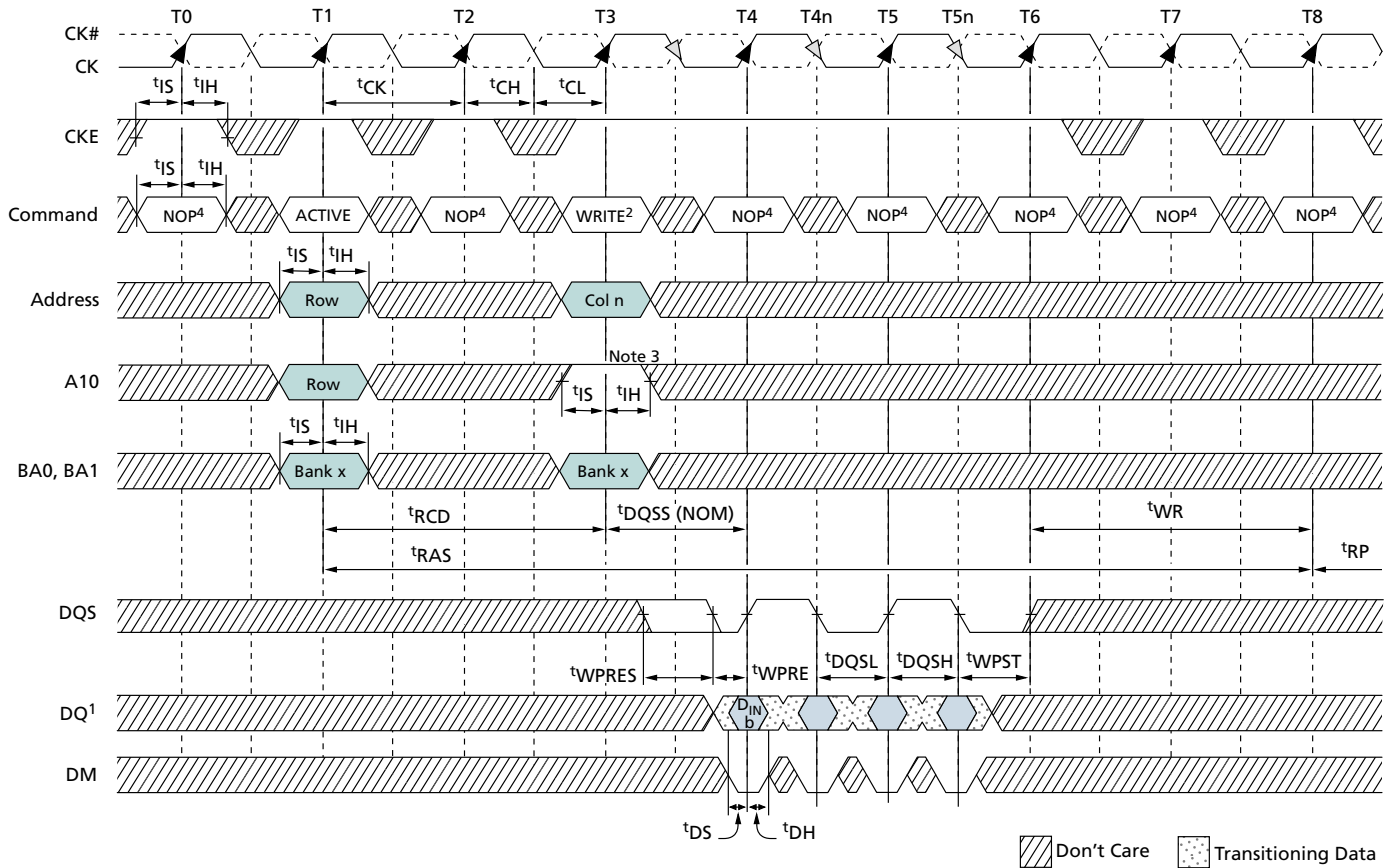 T0 T1 T2 T3 T4 T4n T5 T5n T6 T7 T8
CK#
CK
tIS tIH tCK tCH tCL
CKE
tIS tIH
Command NOP4 ACTIVE NOP4 WRITE2 NOP4 NOP4 NOP4 NOP4 NOP4
tIS tIH
Address Row Col n
Note 3
A10 Row
tIS tIH
tIS tIH
BA0, BA1 Bank x Bank x
tRCD tDQSS (NOM) tWR
tRAS tRP
DQS
tWPRES tWPRE tDQSL tDQSH tWPST
DQ1 DIN
b
DM
tDS tDH
Don't Care Transitioning Data